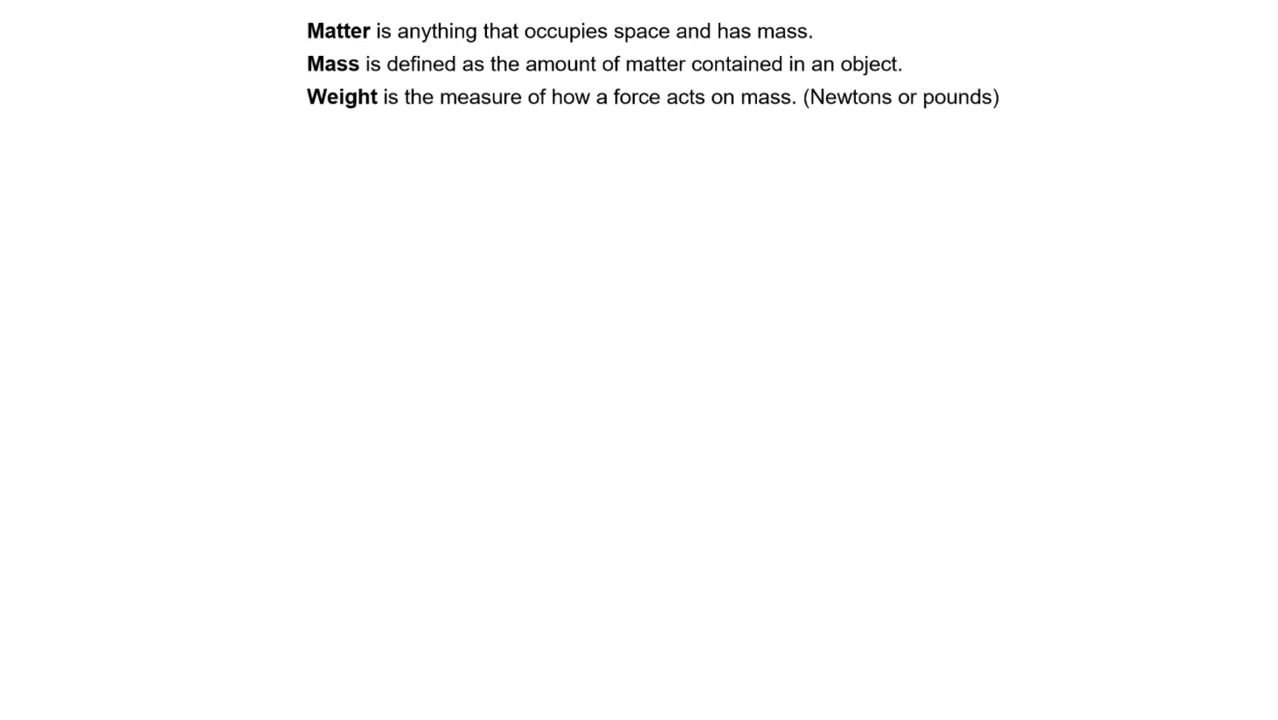 Matter is anything that occupies space and has mass.
Mass is defined as the amount of matter contained in an object.
Weight is the measure of how a force acts on mass. (Newtons or pounds)